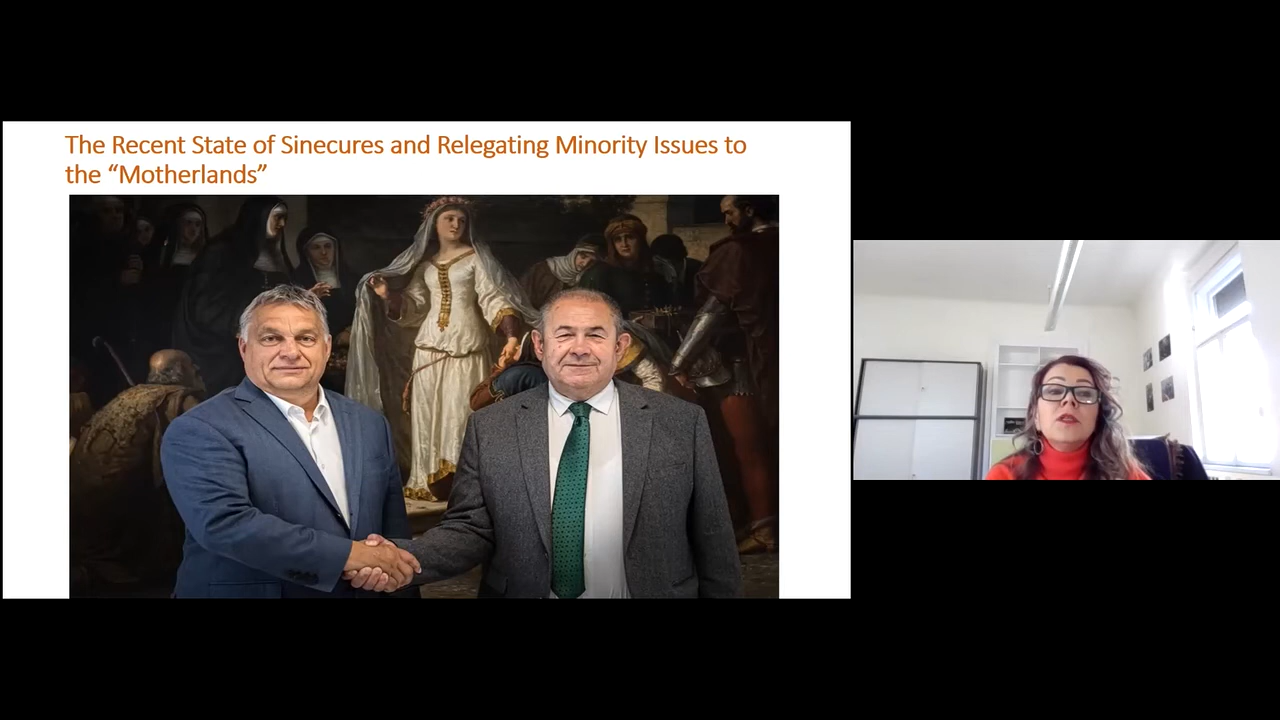 The Recent State of Sinecures and Relegating Minority Issues to
the “Motherlands”